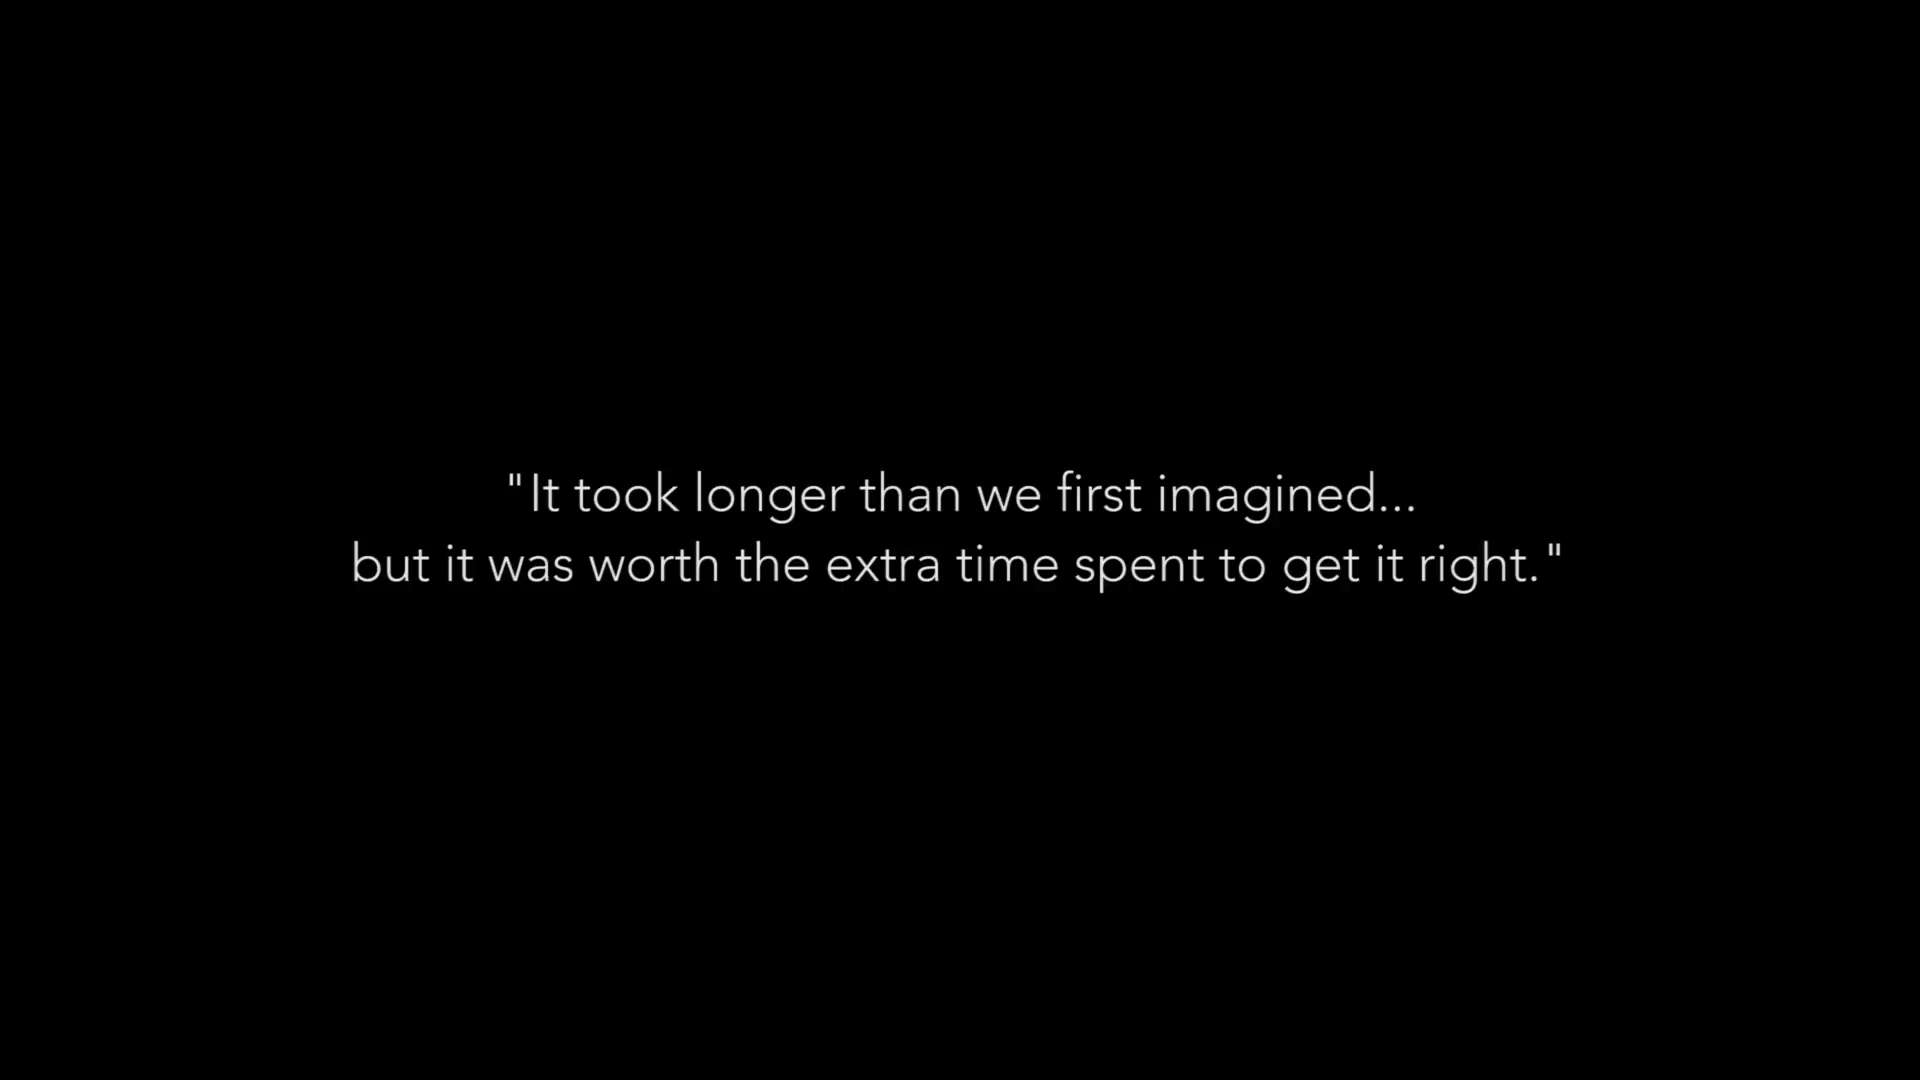 "It took longer than we first imagined...
but it was worth the extra time spent to get it right."